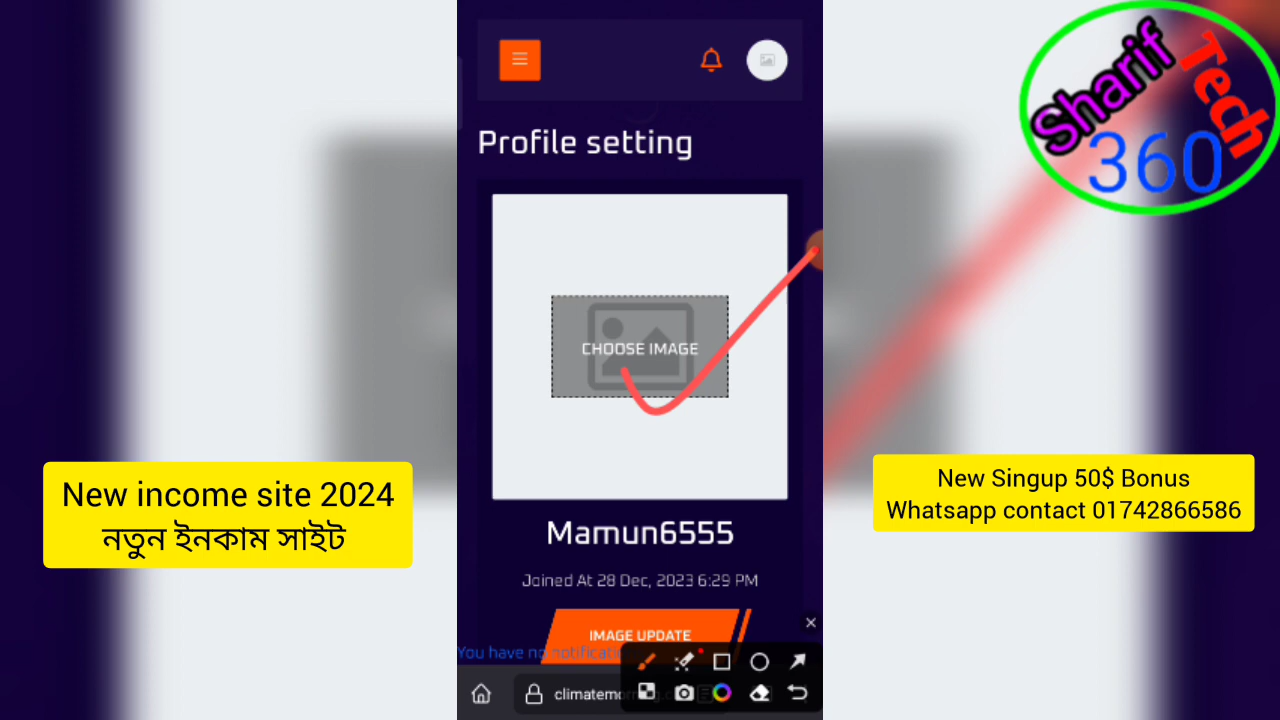 Sharif
Tech
360
Profile setting
CHOOSE IMAGE
New income site 2024
নতুন ইনকাম সাইট
New Singup 50$ Bonus
Whatsapp contact 01742866586
Mamun6555
Joined At 28 Dec, 2023 6:29 PM
IMAGE UPDATE
You have no